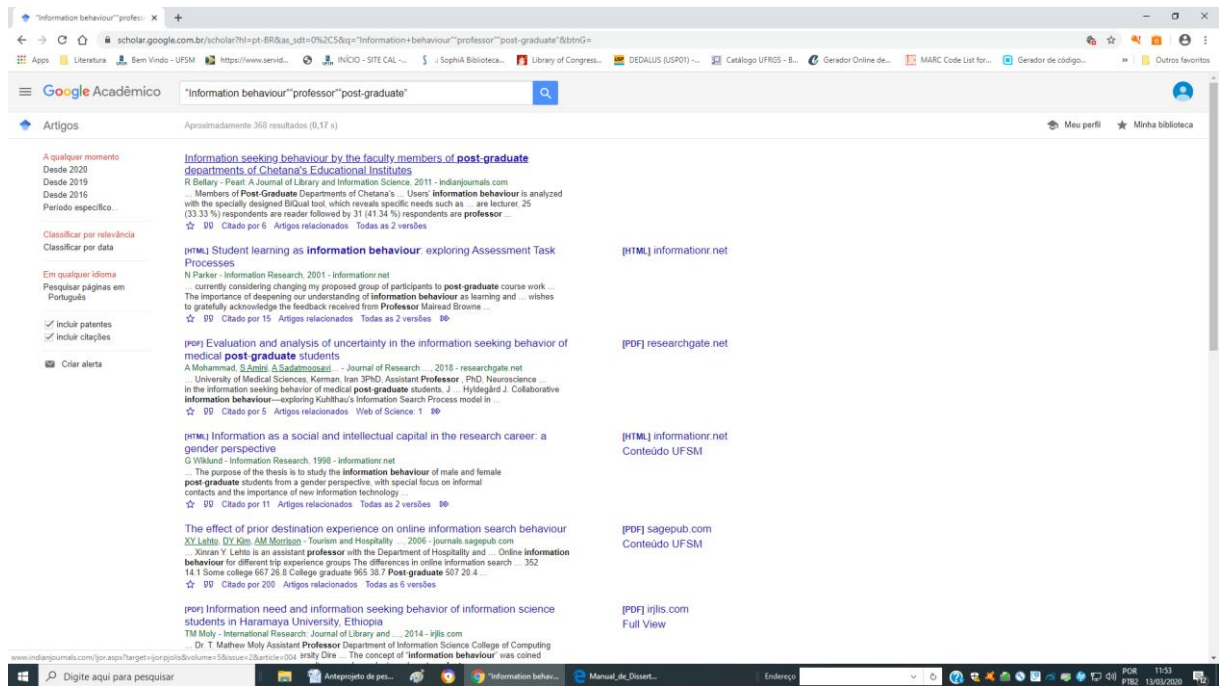 "Information behaviour""profess
scholar.google.com.br/scholar?hl=pt-BR&as_sdt=0%2C5&q="Information+behaviour""professor""post-graduate"&btnG=
Apps Literatura Bem Vindo - UFSM https://www.servid... INÍCIO - SITE CAL -... .: SophiA Biblioteca... Library of Congress... DEDALUS (USP01) -... Catálogo UFRGS - B... Gerador Online de... MARC Code List for... Gerador de código... » Outros favoritos
Google Acadêmico "Information behaviour""professor""post-graduate"
Artigos Aproximadamente 368 resultados (0,17 s) Meu perfil Minha biblioteca
A qualquer momento
Desde 2020
Desde 2019
Desde 2016
Período específico...
Classificar por relevância
Classificar por data
Em qualquer idioma
Pesquisar páginas em
Português
incluir patentes
incluir citações
Criar alerta
Information seeking behaviour by the faculty members of post-graduate
departments of Chetana's Educational Institutes
R Bellary - Pearl: A Journal of Library and Information Science, 2011 - indianjournals.com
... Members of Post-Graduate Departments of Chetana's ... Users' information behaviour is analyzed
with the specially designed BiQual tool, which reveals specific needs such as ... are lecturer, 25
(33.33 %) respondents are reader followed by 31 (41.34 %) respondents are professor ...
Citado por 6 Artigos relacionados Todas as 2 versões
[HTML] Student learning as information behaviour: exploring Assessment Task
Processes
[HTML] informationr.net
N Parker - Information Research, 2001 - informationr.net
... currently considering changing my proposed group of participants to post-graduate course work ...
The importance of deepening our understanding of information behaviour as learning and ... wishes
to gratefully acknowledge the feedback received from Professor Mairead Browne ...
Citado por 15 Artigos relacionados Todas as 2 versões
[PDF] Evaluation and analysis of uncertainty in the information seeking behavior of
medical post-graduate students
[PDF] researchgate.net
A Mohammad, S Amini, A Sadatmoosavi... - Journal of Research ..., 2018 - researchgate.net
... University of Medical Sciences, Kerman, Iran 3PhD, Assistant Professor , PhD, Neuroscience ...
in the information seeking behavior of medical post-graduate students, J ... Hyldegård J. Collaborative
information behaviour—exploring Kuhlthau's Information Search Process model in ...
Citado por 5 Artigos relacionados Web of Science: 1
[HTML] Information as a social and intellectual capital in the research career: a
gender perspective
[HTML] informationr.net
Conteúdo UFSM
G Wiklund - Information Research, 1998 - informationr.net
... The purpose of the thesis is to study the information behaviour of male and female
post-graduate students from a gender perspective, with special focus on informal
contacts and the importance of new information technology ...
Citado por 11 Artigos relacionados Todas as 2 versões
The effect of prior destination experience on online information search behaviour
[PDF] sagepub.com
Conteúdo UFSM
XY Lehto, DY Kim, AM Morrison - Tourism and Hospitality ..., 2006 - journals.sagepub.com
... Xinran Y. Lehto is an assistant professor with the Department of Hospitality and ... Online information
behaviour for different trip experience groups The differences in online information search ... 352
14.1 Some college 667 26.8 College graduate 965 38.7 Post-graduate 507 20.4 ...
Citado por 200 Artigos relacionados Todas as 6 versões
[PDF] Information need and information seeking behavior of information science
students in Haramaya University, Ethiopia
[PDF] irjlis.com
Full View
TM Moly - International Research: Journal of Library and ..., 2014 - irjlis.com
... Dr. T. Mathew Moly Assistant Professor Department of Information Science College of Computing
ersity Dire ... The concept of "information behaviour" was coined
www.indianjournals.com/ijor.aspx?target=ijor:pjolis&volume=5&issue=2&article=004
Digite aqui para pesquisar Anteprojeto de pes... "Information behav... Manual_de_Dissert... Endereço POR 11:53
PTB2 13/03/2020